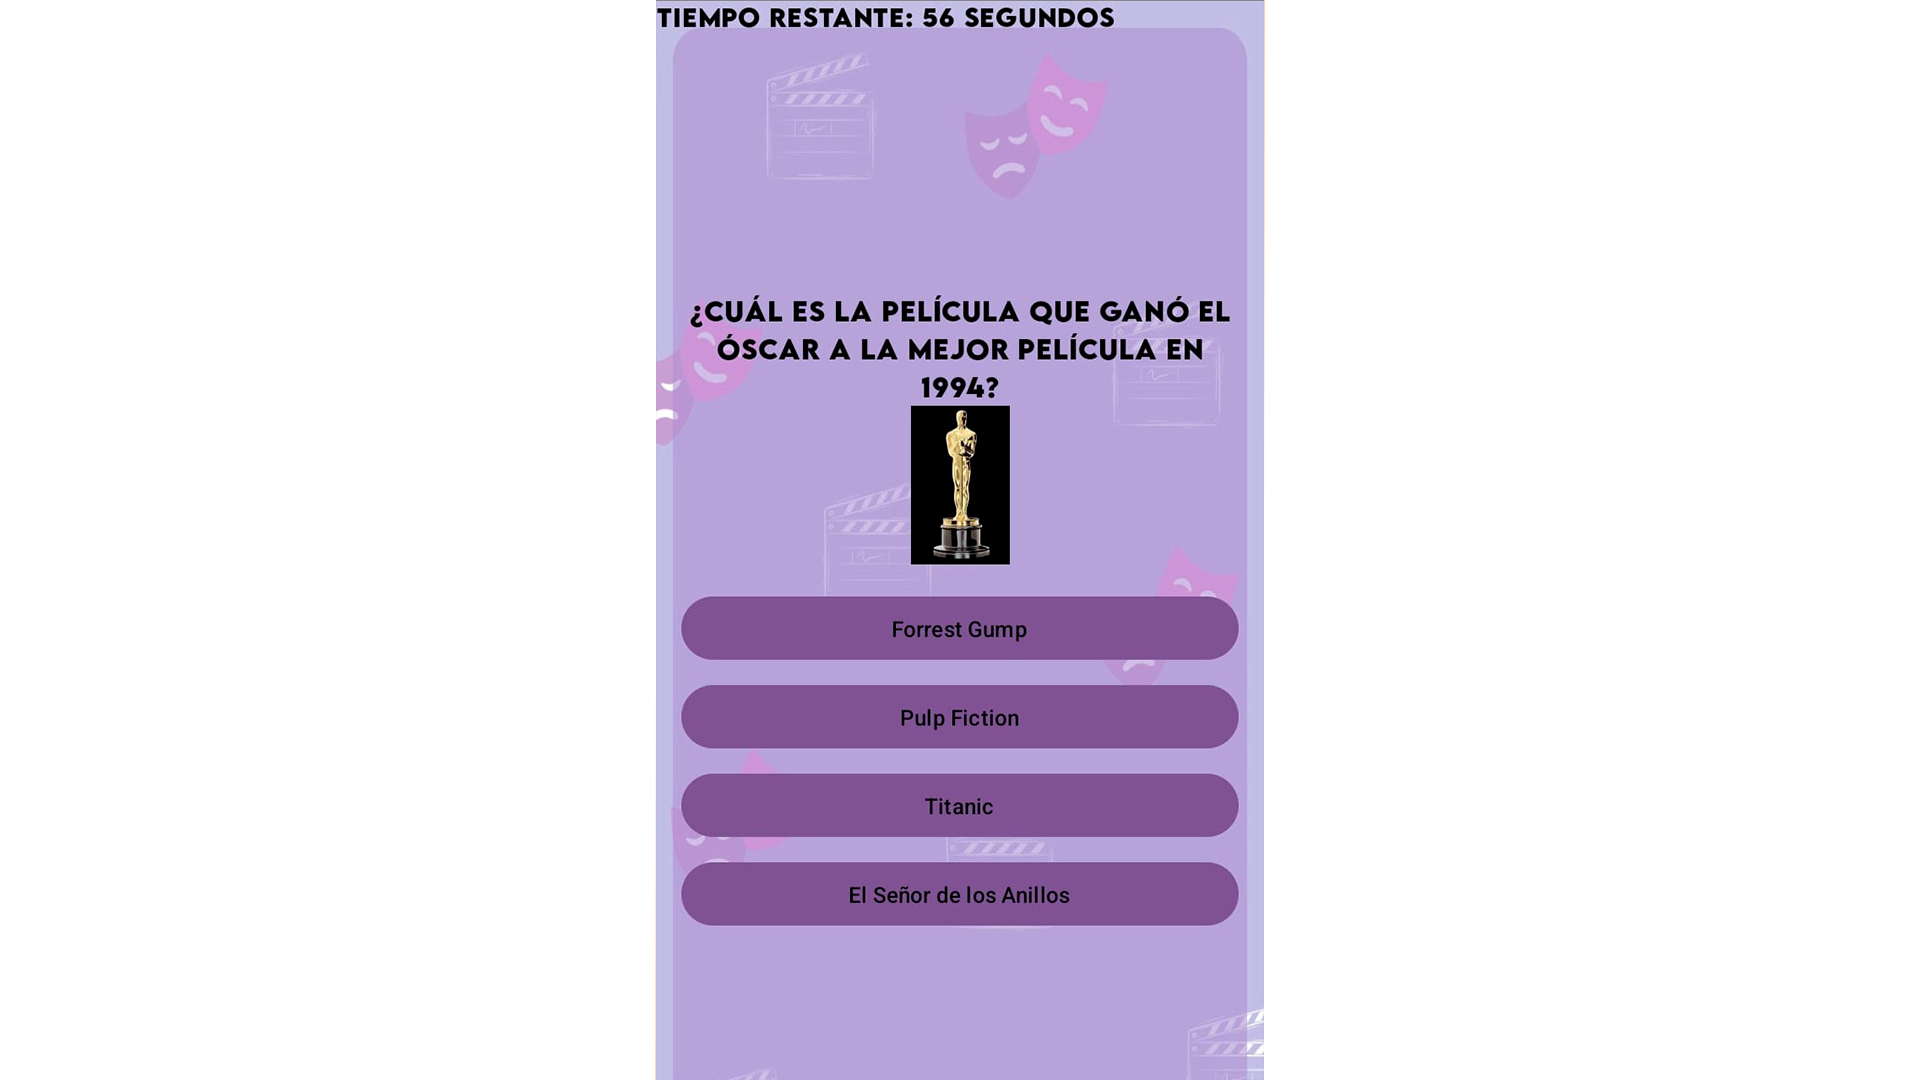 TIEMPO RESTANTE: 56 SEGUNDOS
¿CUÁL ES LA PELÍCULA QUE GANÓ EL
ÓSCAR A LA MEJOR PELÍCULA EN
1994?
Forrest Gump
Pulp Fiction
Titanic
El Señor de los Anillos